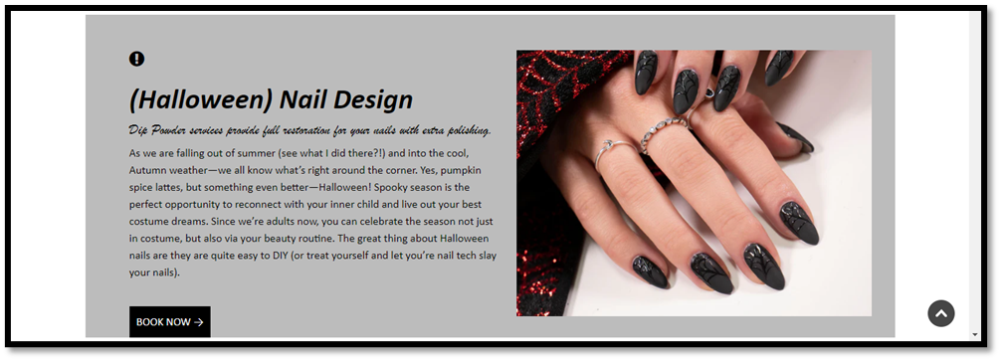 (Halloween) Nail Design
Dip Powder services provide full restoration for your nails with extra polishing.
As we are falling out of summer (see what I did there?!) and into the cool,
Autumn weather—we all know what's right around the corner. Yes, pumpkin
spice lattes, but something even better—Halloween! Spooky season is the
perfect opportunity to reconnect with your inner child and live out your best
costume dreams. Since we're adults now, you can celebrate the season not just
in costume, but also via your beauty routine. The great thing about Halloween
nails are they are quite easy to DIY (or treat yourself and let you're nail tech slay
your nails).
BOOK NOW →